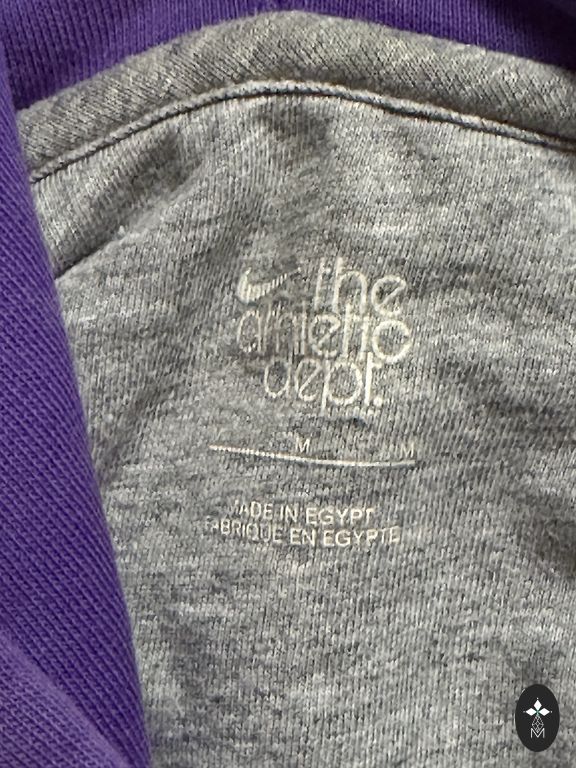 the
athletic
dept.
M M
MADE IN EGYPT
FABRIQUE EN EGYPTE
M